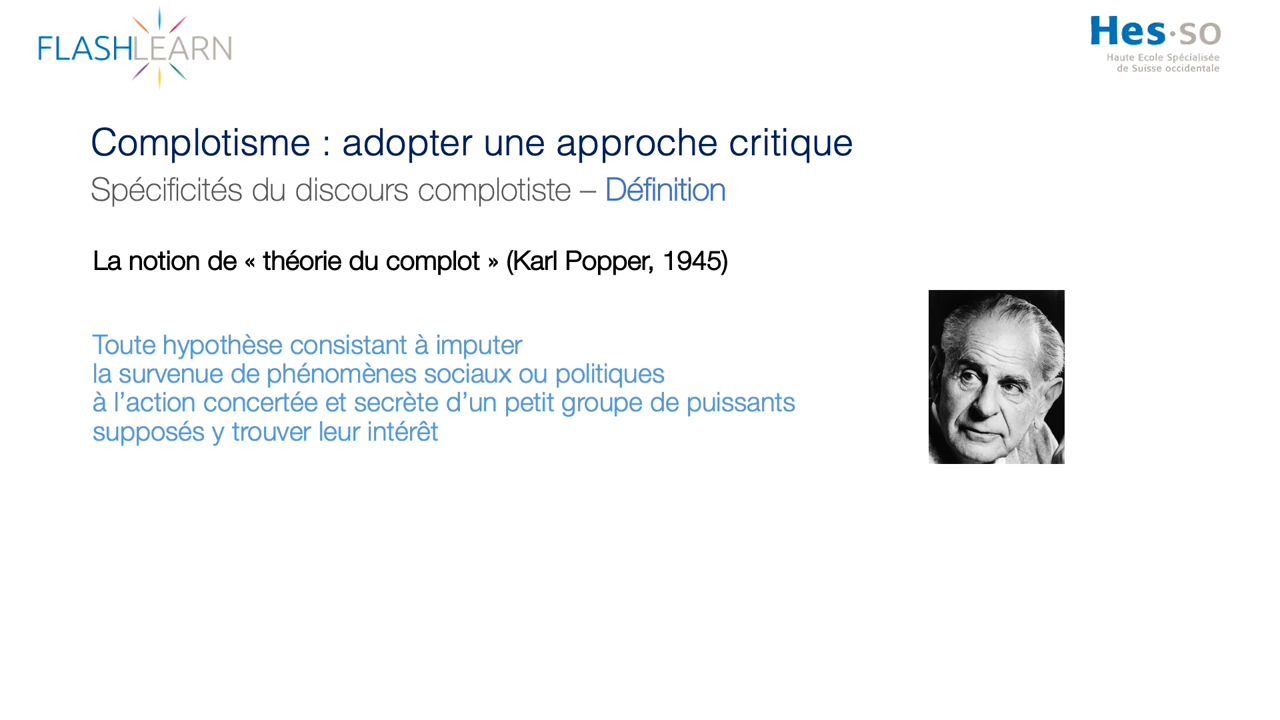 FLASHLEARN
Hes·so
Haute Ecole Spécialisée
de Suisse occidentale
Complotisme : adopter une approche critique
Spécificités du discours complotiste – Définition
La notion de « théorie du complot » (Karl Popper, 1945)
Toute hypothèse consistant à imputer
la survenue de phénomènes sociaux ou politiques
à l’action concertée et secrète d’un petit groupe de puissants
supposés y trouver leur intérêt